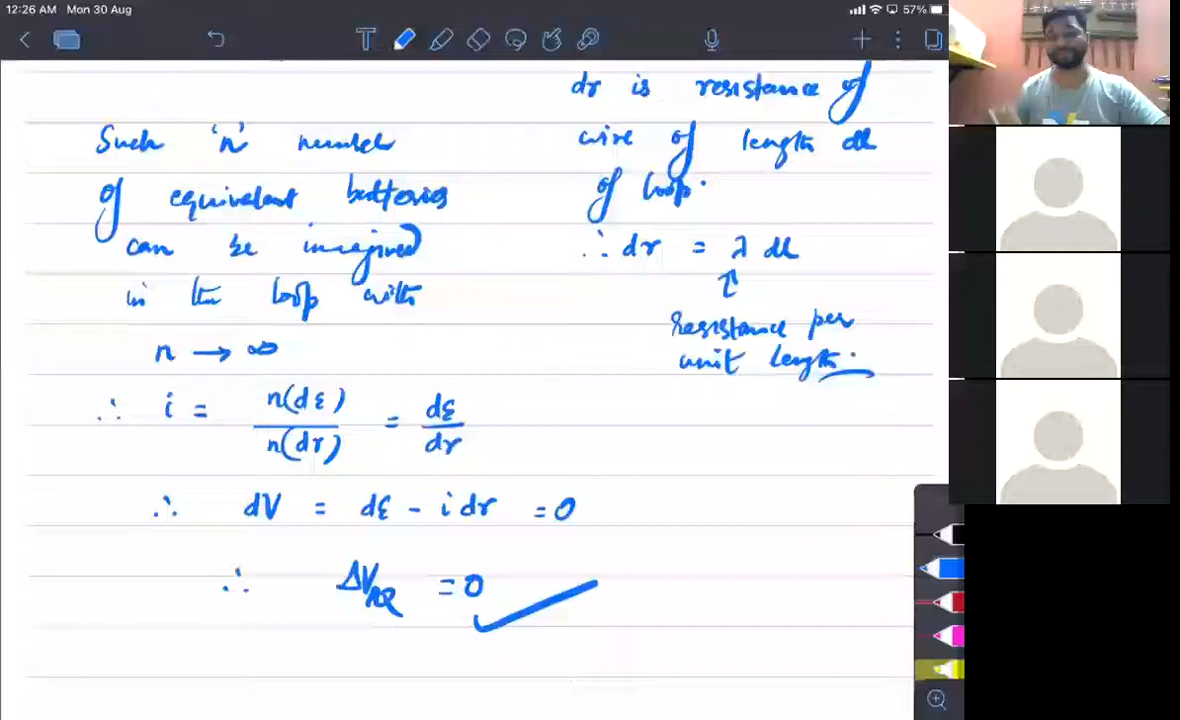 12:26 AM Mon 30 Aug
57%
dr is resistance of
wire of length dl
of loop.
∴ dr = λ dl
↑
Resistance per
unit length.
Such 'n' number
of equivalent batteries
can be imagined
in the loop with
n → ∞
∴ i = n(dε) / n(dr) = dε / dr
∴ dV = dε - i dr = 0
∴ ΔV_PQ = 0 ✓